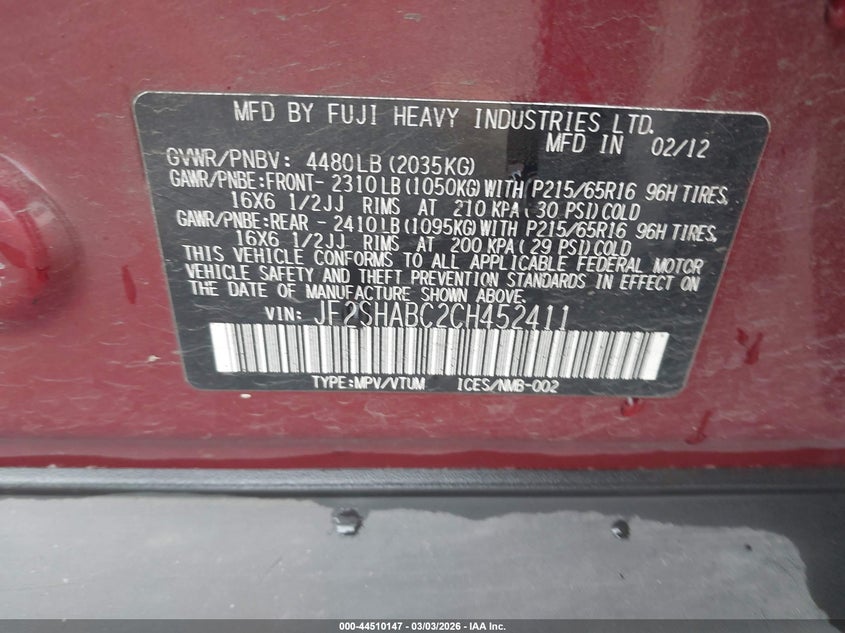 MFD BY FUJI HEAVY INDUSTRIES LTD.
MFD IN 02/12
GVWR/PNBV: 4480LB (2035KG)
GAWR/PNBE:FRONT- 2310LB (1050KG) WITH P215/65R16 96H TIRES,
16X6 1/2JJ RIMS AT 210 KPA ( 30 PSI) COLD
GAWR/PNBE:REAR - 2410LB (1095KG) WITH P215/65R16 96H TIRES,
16X6 1/2JJ RIMS AT 200 KPA ( 29 PSI) COLD
THIS VEHICLE CONFORMS TO ALL APPLICABLE FEDERAL MOTOR
VEHICLE SAFETY AND THEFT PREVENTION STANDARDS IN EFFECT ON
THE DATE OF MANUFACTURE SHOWN ABOVE.
VIN: JF2SHABC2CH452411
TYPE:MPV/VTUM ICES/NMB-002
000-44510147 - 03/03/2026 - IAA Inc.